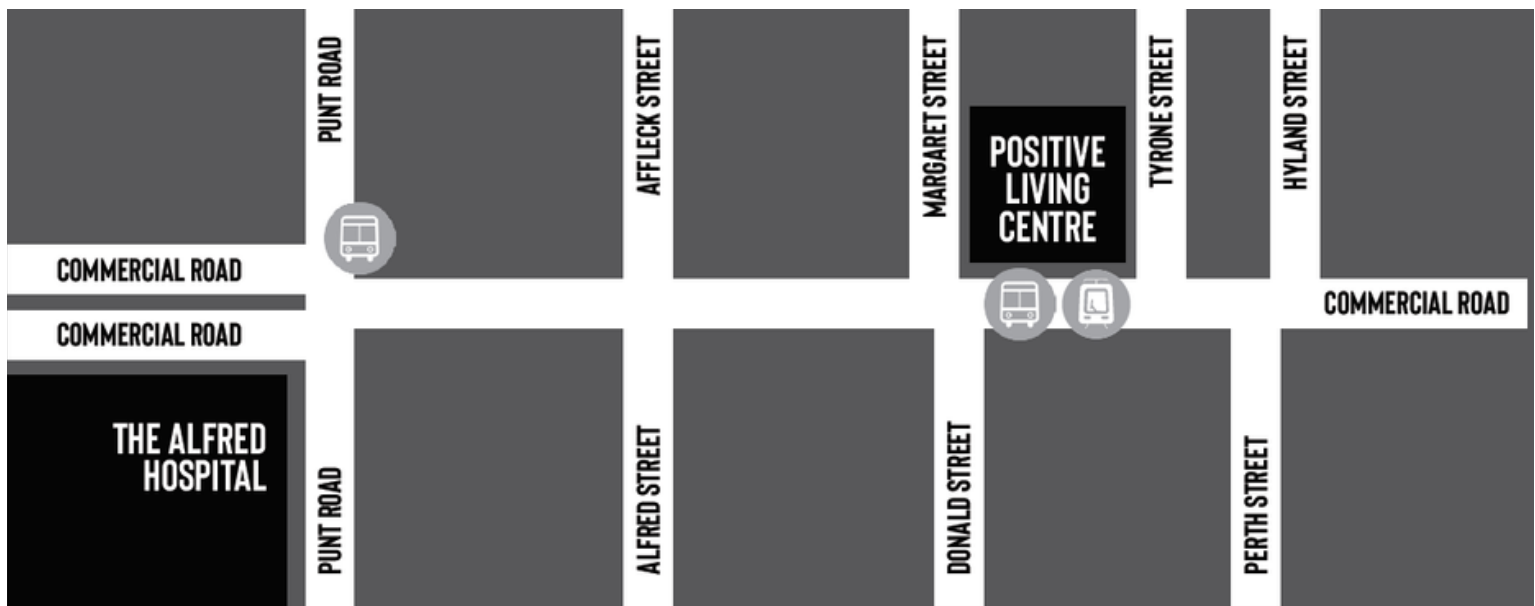 PUNT ROAD
AFFLECK STREET
MARGARET STREET
TYRONE STREET
HYLAND STREET
POSITIVE
LIVING
CENTRE
COMMERCIAL ROAD
COMMERCIAL ROAD
COMMERCIAL ROAD
THE ALFRED
HOSPITAL
PUNT ROAD
ALFRED STREET
DONALD STREET
PERTH STREET